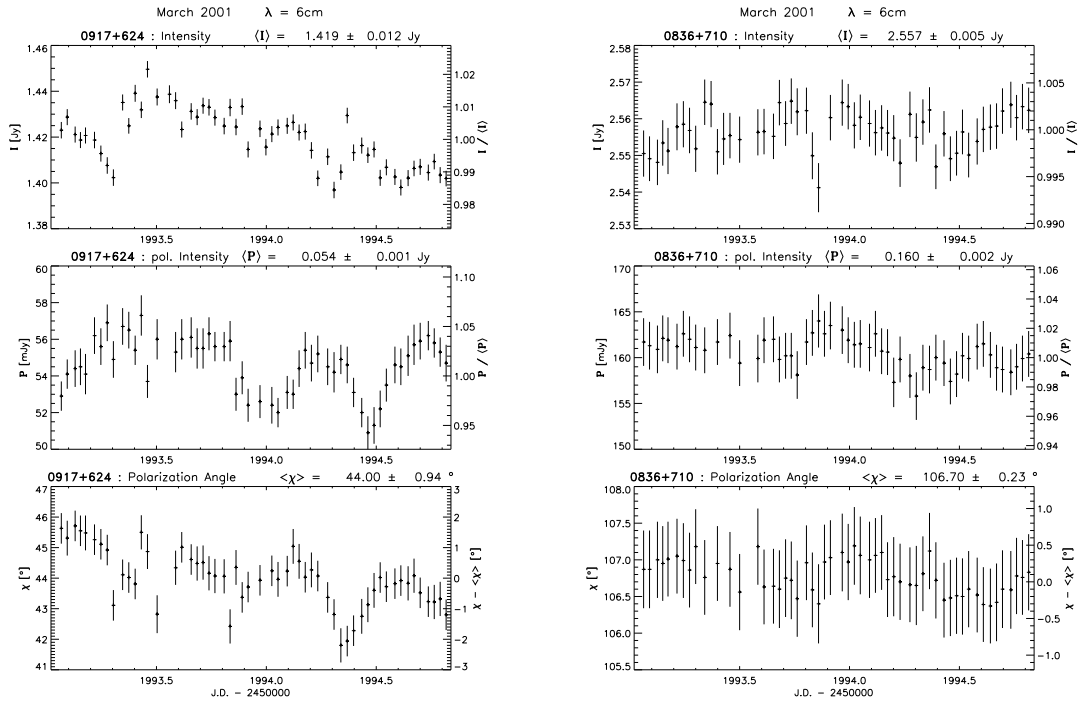 March 2001 λ = 6cm
0917+624 : Intensity ⟨I⟩ = 1.419 ± 0.012 Jy
1.46
1.44
1.42
1.40
1.38
I [Jy]
1.02
1.01
1.00
0.99
0.98
I / ⟨I⟩
1993.5 1994.0 1994.5
0917+624 : pol. Intensity ⟨P⟩ = 0.054 ± 0.001 Jy
60
58
56
54
52
50
P [mJy]
1.10
1.05
1.00
0.95
P / ⟨P⟩
1993.5 1994.0 1994.5
0917+624 : Polarization Angle <χ> = 44.00 ± 0.94 °
47
46
45
44
43
42
41
χ [°]
3
2
1
0
-1
-2
-3
χ - <χ> [°]
1993.5 1994.0 1994.5
J.D. - 2450000
March 2001 λ = 6cm
0836+710 : Intensity ⟨I⟩ = 2.557 ± 0.005 Jy
2.58
2.57
2.56
2.55
2.54
2.53
I [Jy]
1.005
1.000
0.995
0.990
I / ⟨I⟩
1993.5 1994.0 1994.5
0836+710 : pol. Intensity ⟨P⟩ = 0.160 ± 0.002 Jy
170
165
160
155
150
P [mJy]
1.06
1.04
1.02
1.00
0.98
0.96
0.94
P / ⟨P⟩
1993.5 1994.0 1994.5
0836+710 : Polarization Angle <χ> = 106.70 ± 0.23 °
108.0
107.5
107.0
106.5
106.0
105.5
χ [°]
1.0
0.5
0.0
-0.5
-1.0
χ - <χ> [°]
1993.5 1994.0 1994.5
J.D. - 2450000